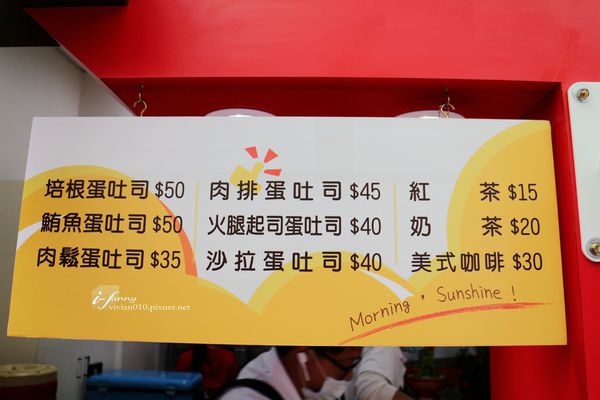 培根蛋吐司 $50
鮪魚蛋吐司 $50
肉鬆蛋吐司 $35
肉排蛋吐司 $45
火腿起司蛋吐司 $40
沙拉蛋吐司 $40
紅茶 $15
奶茶 $20
美式咖啡 $30
Morning, Sunshine!
i-funny
vivian010.pixnet.net